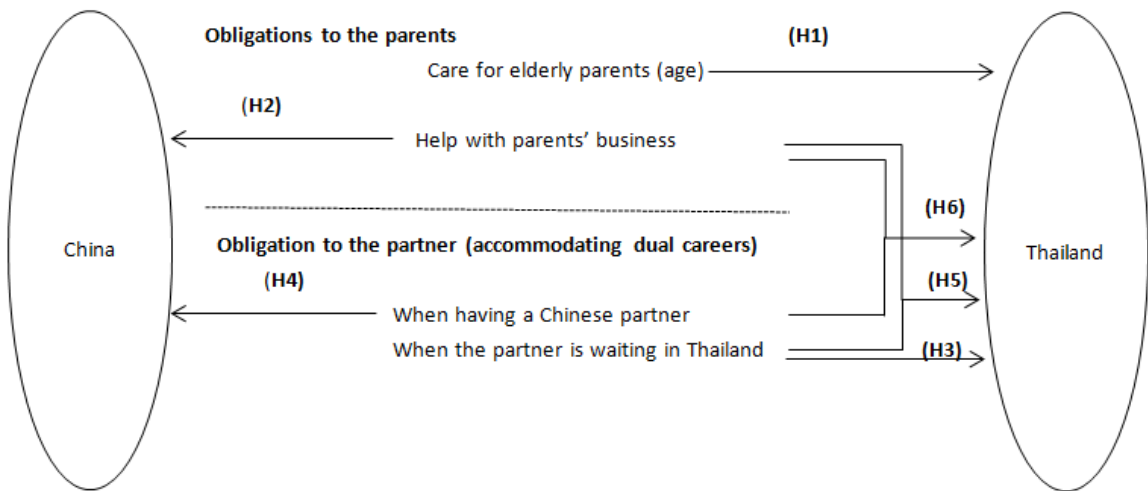 Obligations to the parents (H1)
Care for elderly parents (age)
(H2)
Help with parents’ business
(H6)
Obligation to the partner (accommodating dual careers)
China
Thailand
(H4)
(H5)
When having a Chinese partner
When the partner is waiting in Thailand
(H3)